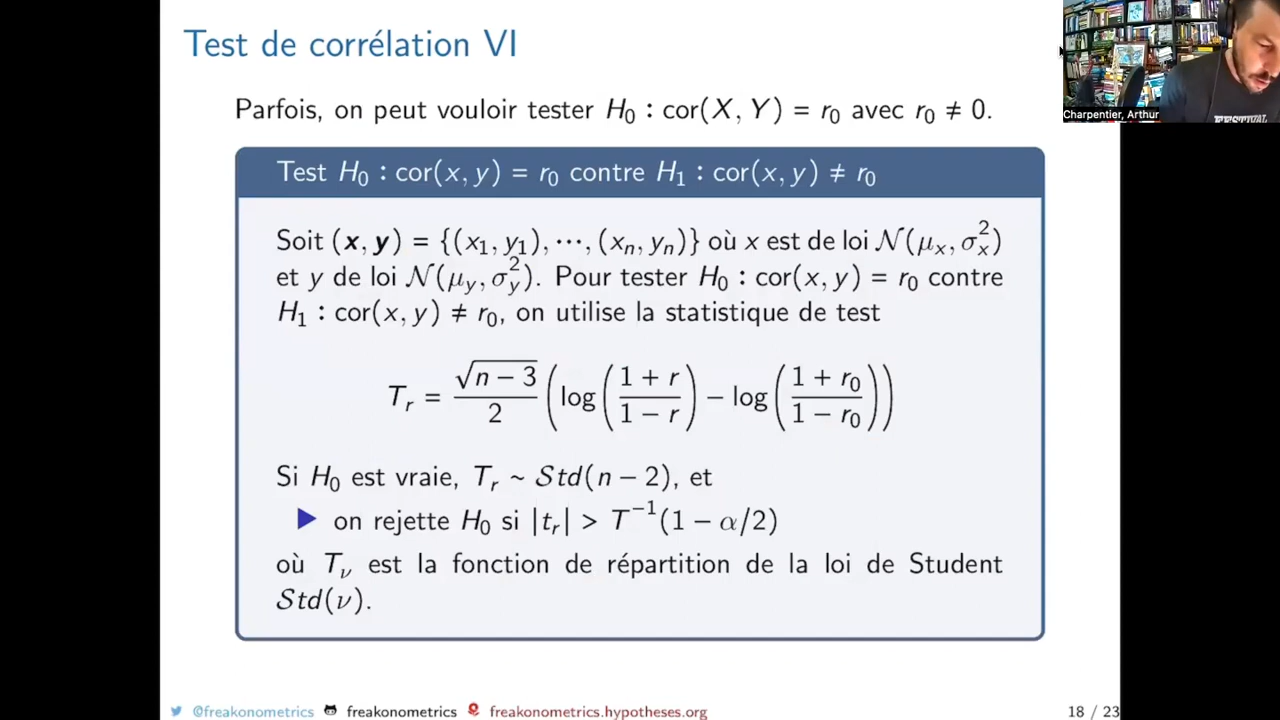 Test de corrélation VI
Charpentier, Arthur
Parfois, on peut vouloir tester H₀ : cor(X, Y) = r₀ avec r₀ ≠ 0.
Test H₀ : cor(x, y) = r₀ contre H₁ : cor(x, y) ≠ r₀
Soit (x, y) = {(x₁, y₁), ⋯, (xₙ, yₙ)} où x est de loi N(μₓ, σₓ²)
et y de loi N(μ_y, σ_y²). Pour tester H₀ : cor(x, y) = r₀ contre
H₁ : cor(x, y) ≠ r₀, on utilise la statistique de test
Tᵣ = √(n − 3)/2 (log((1 + r)/(1 − r)) − log((1 + r₀)/(1 − r₀)))
Si H₀ est vraie, Tᵣ ~ Std(n − 2), et
▶ on rejette H₀ si |tᵣ| > T⁻¹(1 − α/2)
où T_ν est la fonction de répartition de la loi de Student
Std(ν).
@freakonometrics freakonometrics freakonometrics.hypotheses.org
18 / 23